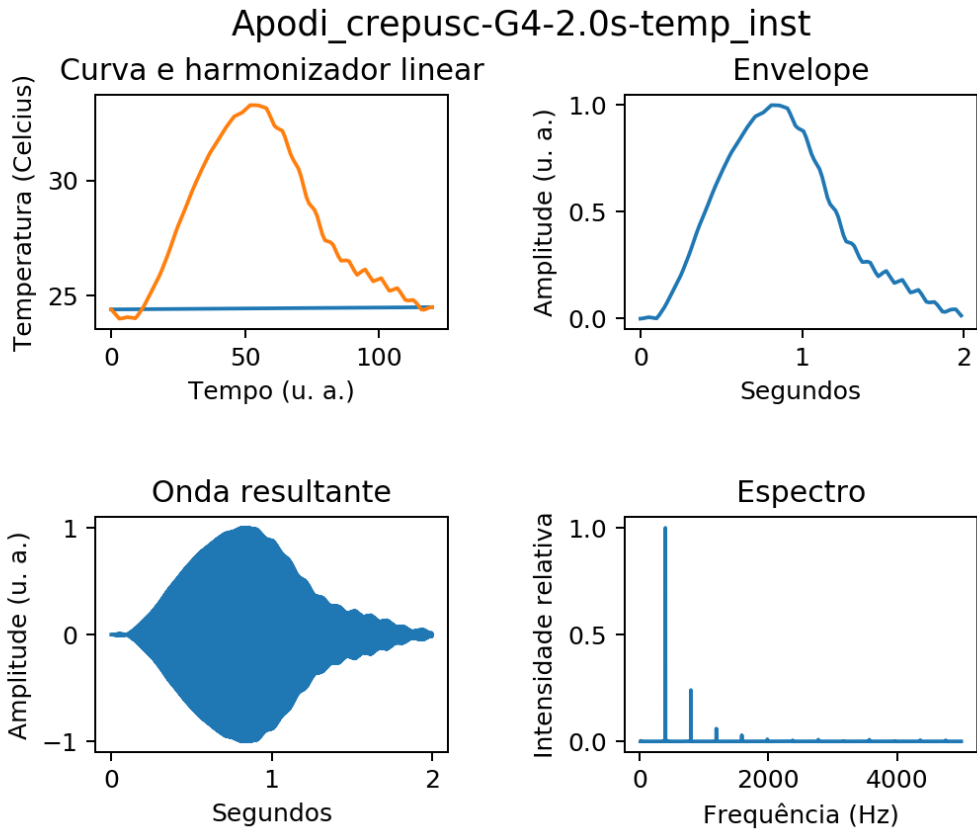 Apodi_crepusc-G4-2.0s-temp_inst
Curva e harmonizador linear
Temperatura (Celcius)
30
25
0 50 100
Tempo (u. a.)
Envelope
Amplitude (u. a.)
1.0
0.5
0.0
0 1 2
Segundos
Onda resultante
Amplitude (u. a.)
1
0
−1
0 1 2
Segundos
Espectro
Intensidade relativa
1.0
0.5
0.0
0 2000 4000
Frequência (Hz)